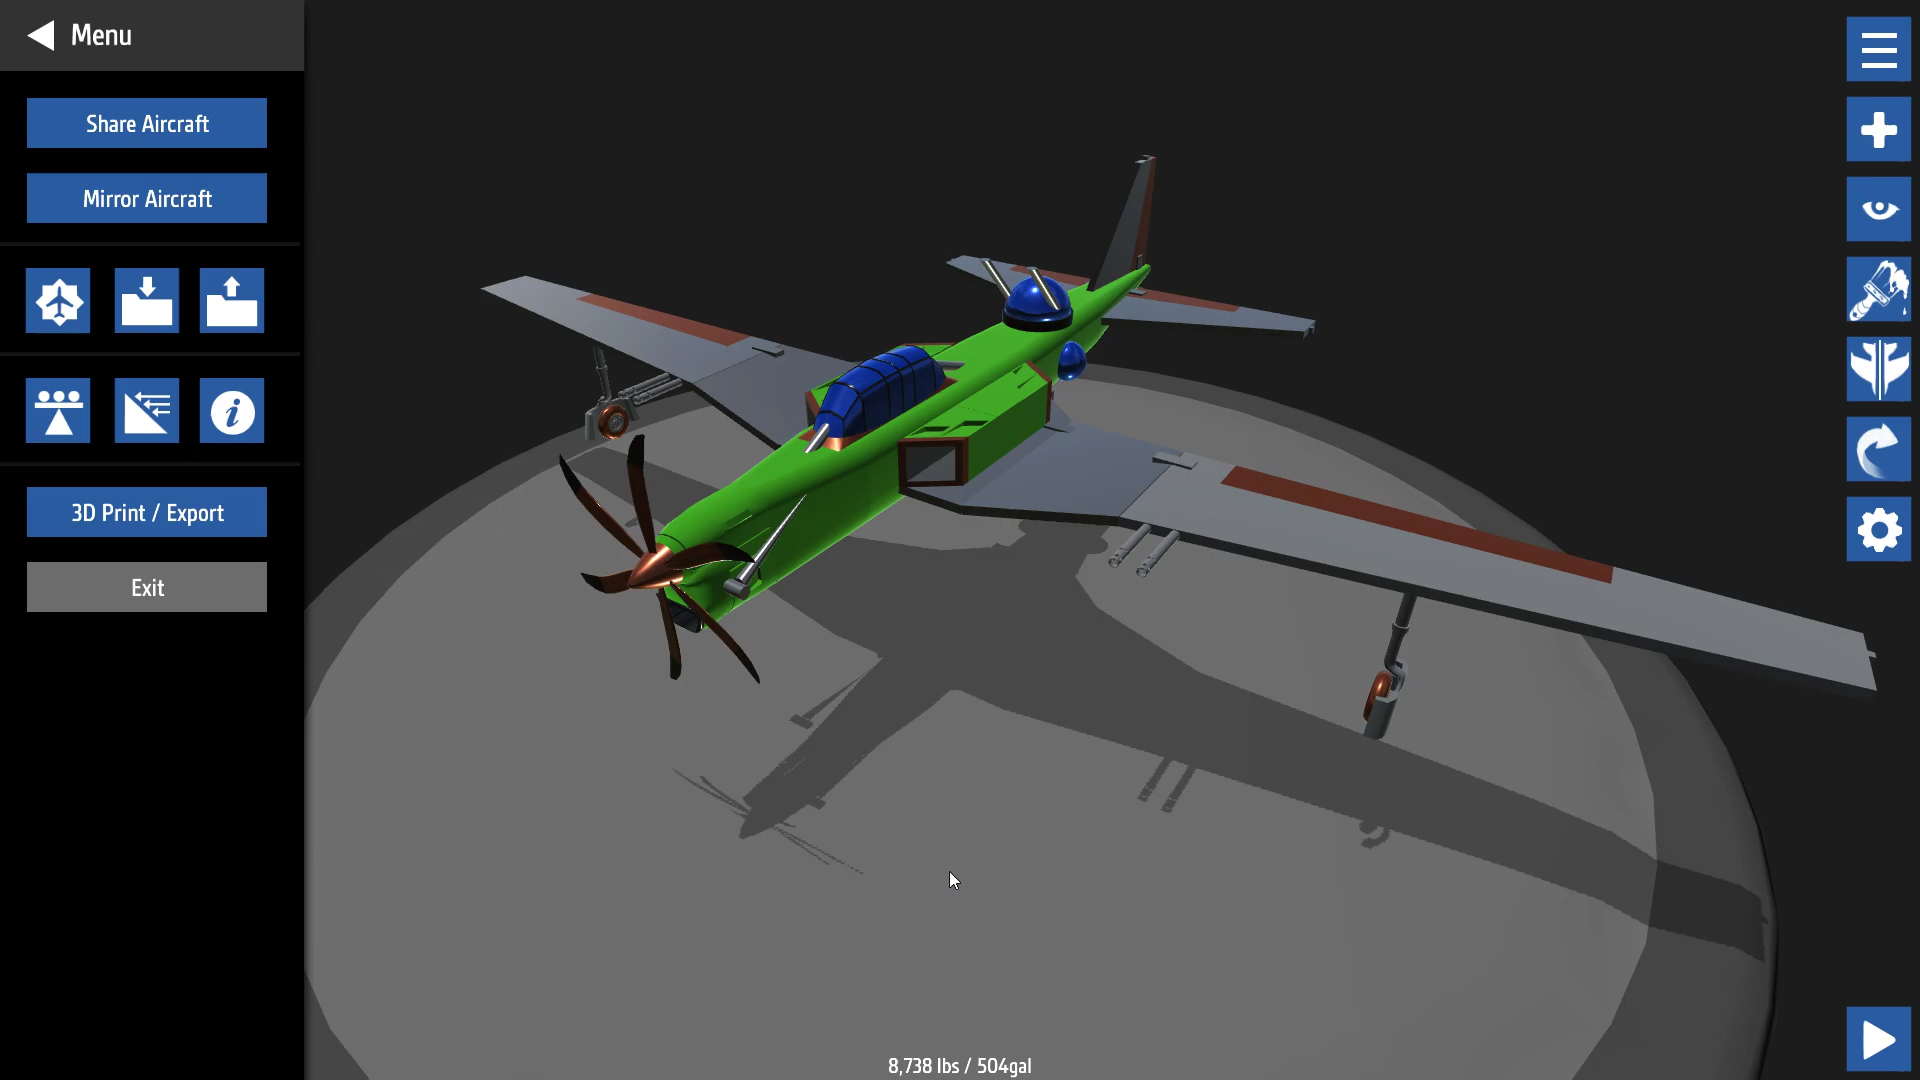 Menu
Share Aircraft
Mirror Aircraft
3D Print / Export
Exit
8,738 lbs / 504gal